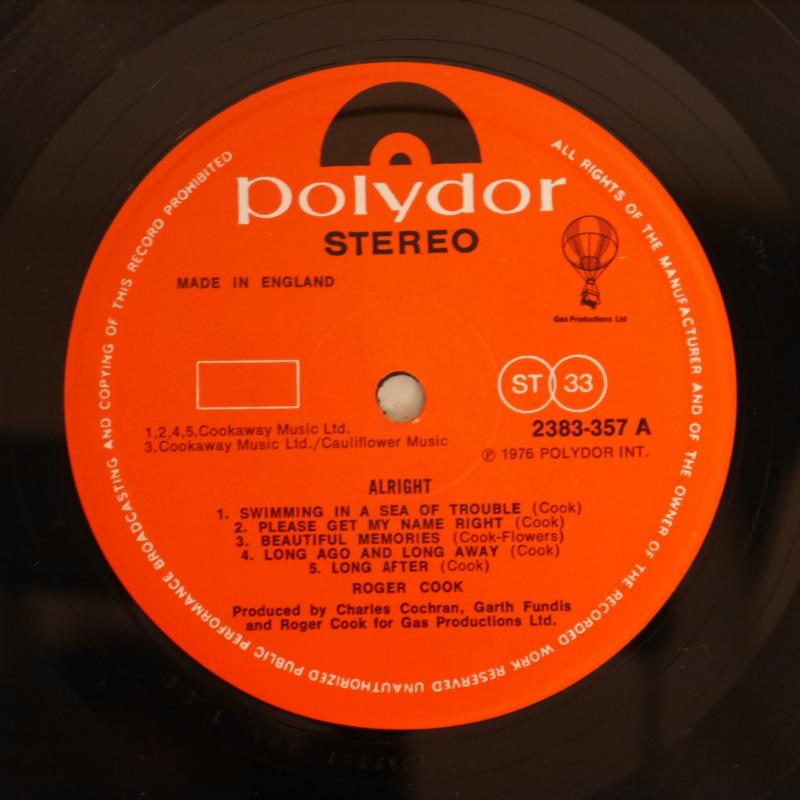 polydor
STEREO
MADE IN ENGLAND
Gas Productions Ltd
ST 33
1,2,4,5.Cookaway Music Ltd.
3.Cookaway Music Ltd./Cauliflower Music
2383-357 A
℗ 1976 POLYDOR INT.
ALRIGHT
1. SWIMMING IN A SEA OF TROUBLE (Cook)
2. PLEASE GET MY NAME RIGHT (Cook)
3. BEAUTIFUL MEMORIES (Cook-Flowers)
4. LONG AGO AND LONG AWAY (Cook)
5. LONG AFTER (Cook)
ROGER COOK
Produced by Charles Cochran, Garth Fundis
and Roger Cook for Gas Productions Ltd.
ALL RIGHTS OF THE MANUFACTURER AND OF THE OWNER OF THE RECORDED WORK RESERVED UNAUTHORIZED PUBLIC PERFORMANCE BROADCASTING AND COPYING OF THIS RECORD PROHIBITED